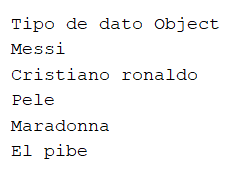 Tipo de dato Object
Messi
Cristiano ronaldo
Pele
Maradonna
El pibe